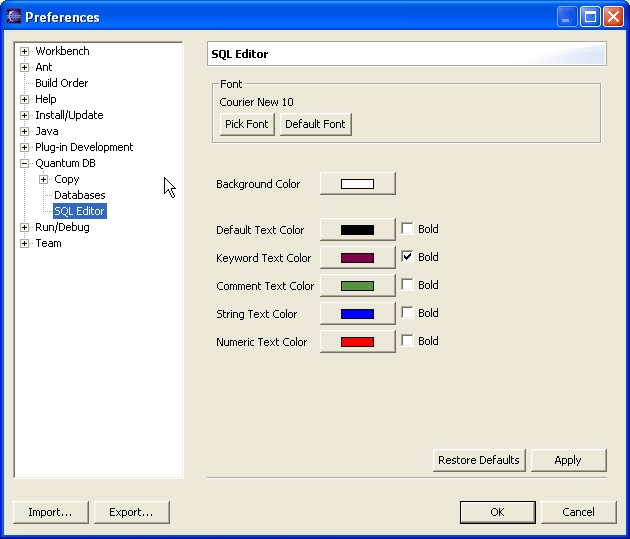 Preferences
Workbench
Ant
Build Order
Help
Install/Update
Java
Plug-in Development
Quantum DB
Copy
Databases
SQL Editor
Run/Debug
Team
SQL Editor
Font
Courier New 10
Pick Font Default Font
Background Color
Default Text Color Bold
Keyword Text Color Bold
Comment Text Color Bold
String Text Color Bold
Numeric Text Color Bold
Restore Defaults Apply
Import... Export... OK Cancel